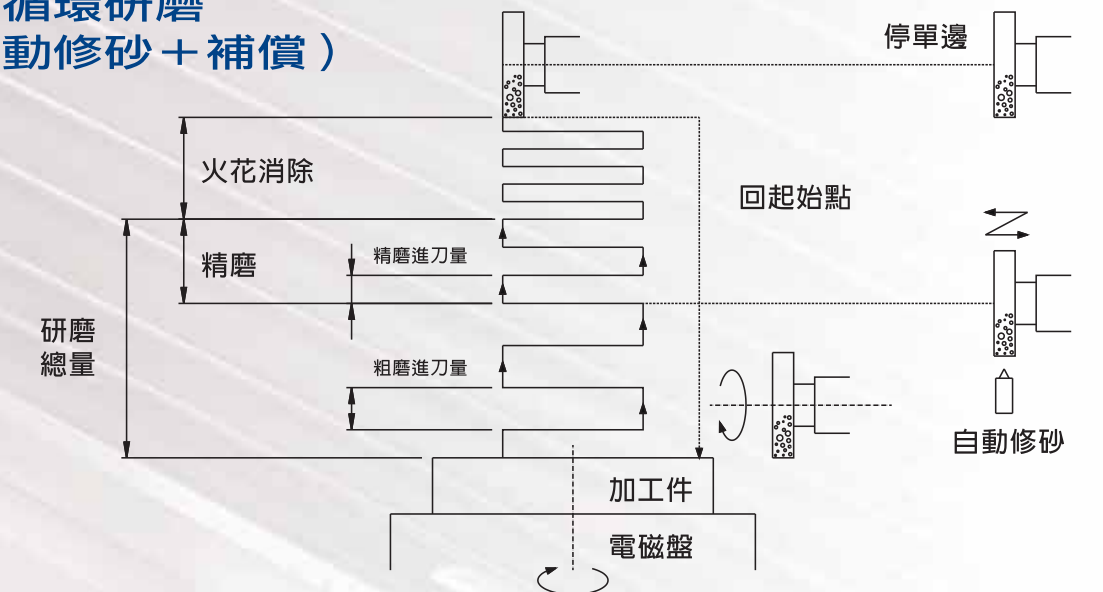 循環研磨
動修砂＋補償）
停單邊
火花消除
回起始點
精磨進刀量
精磨
研磨
總量
粗磨進刀量
自動修砂
加工件
電磁盤